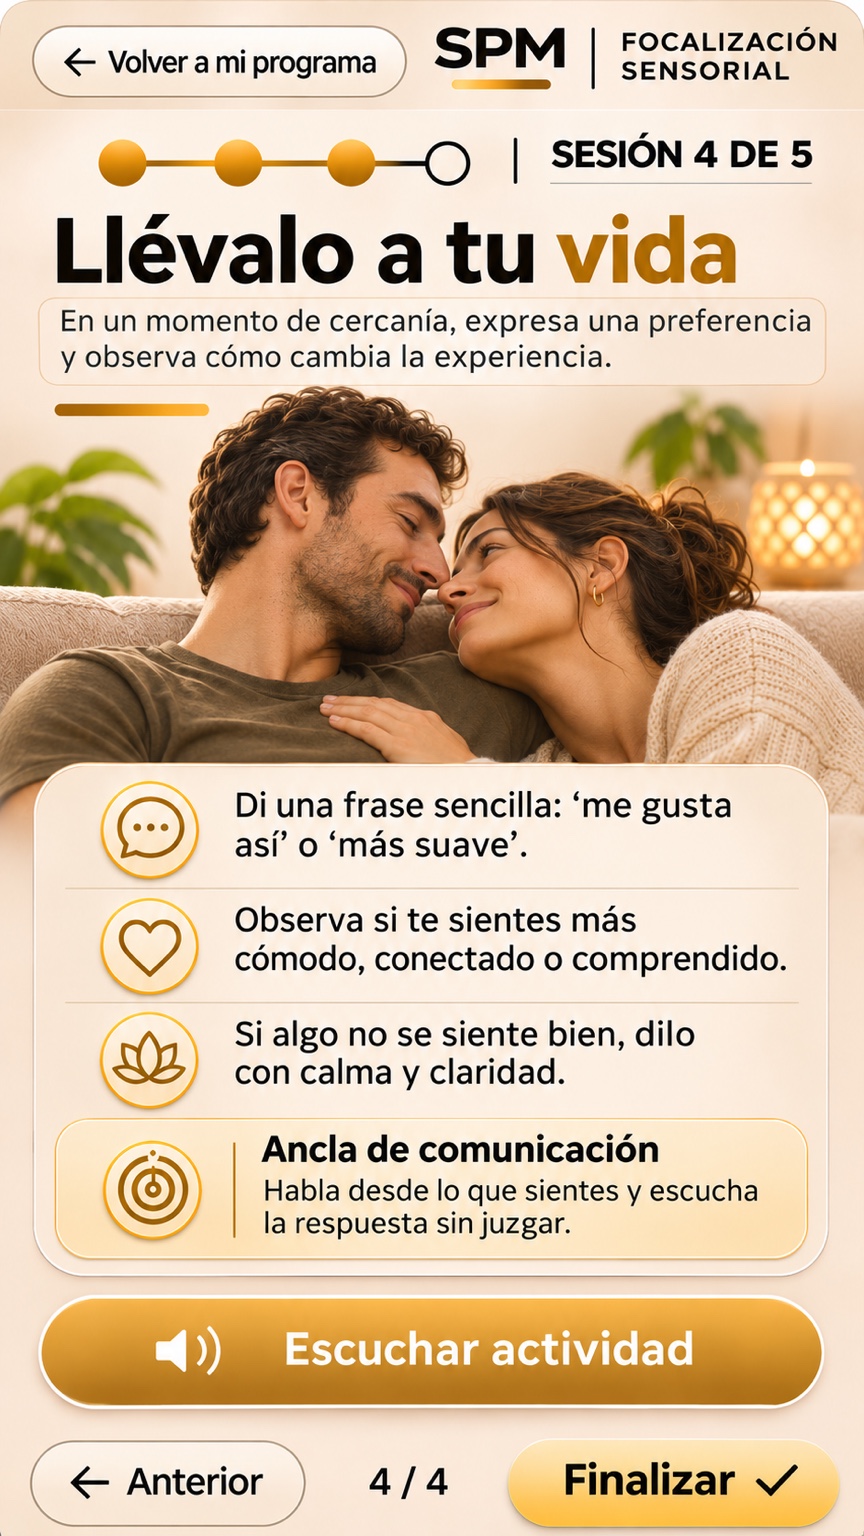 ← Volver a mi programa
SPM
FOCALIZACIÓN
SENSORIAL
SESIÓN 4 DE 5
Llévalo a tu vida
En un momento de cercanía, expresa una preferencia
y observa cómo cambia la experiencia.
Di una frase sencilla: ‘me gusta
así’ o ‘más suave’.
Observa si te sientes más
cómodo, conectado o comprendido.
Si algo no se siente bien, dilo
con calma y claridad.
Ancla de comunicación
Habla desde lo que sientes y escucha
la respuesta sin juzgar.
Escuchar actividad
← Anterior
4 / 4
Finalizar ✓